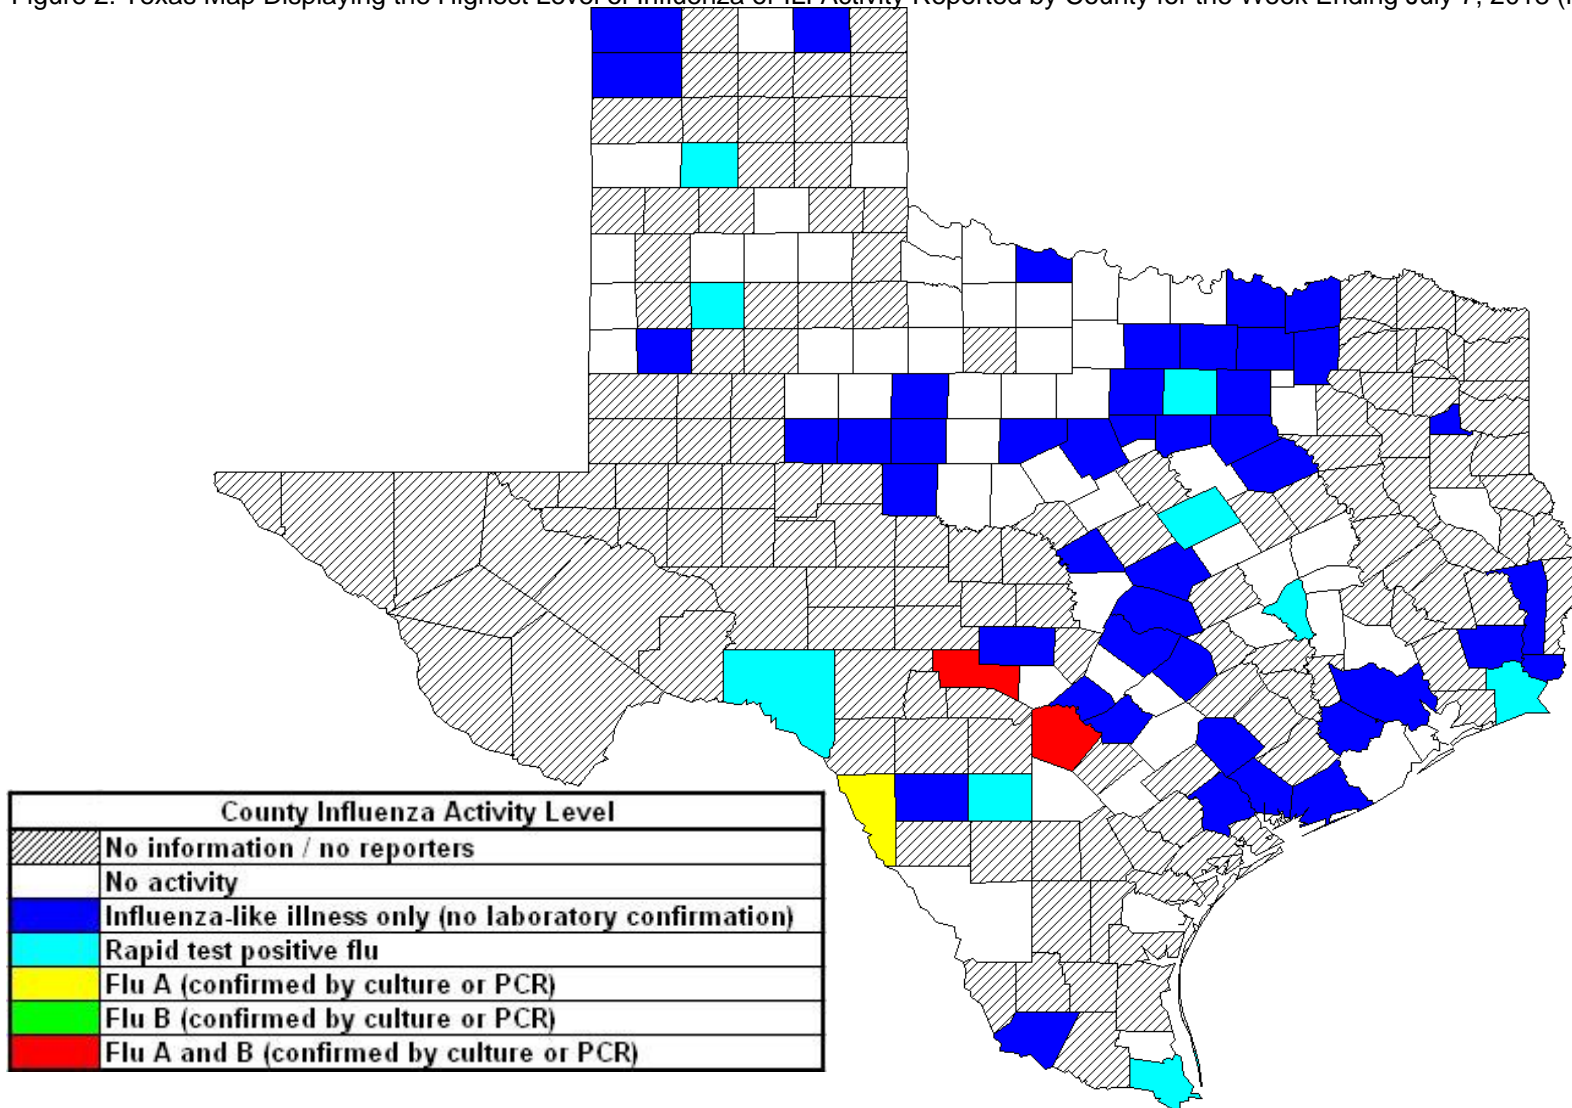 Figure 2. Texas Map Displaying the Highest Level of Influenza or ILI Activity Reported by County for the Week Ending July 7, 2018 (
County Influenza Activity Level
No information / no reporters
No activity
Influenza-like illness only (no laboratory confirmation)
Rapid test positive flu
Flu A (confirmed by culture or PCR)
Flu B (confirmed by culture or PCR)
Flu A and B (confirmed by culture or PCR)